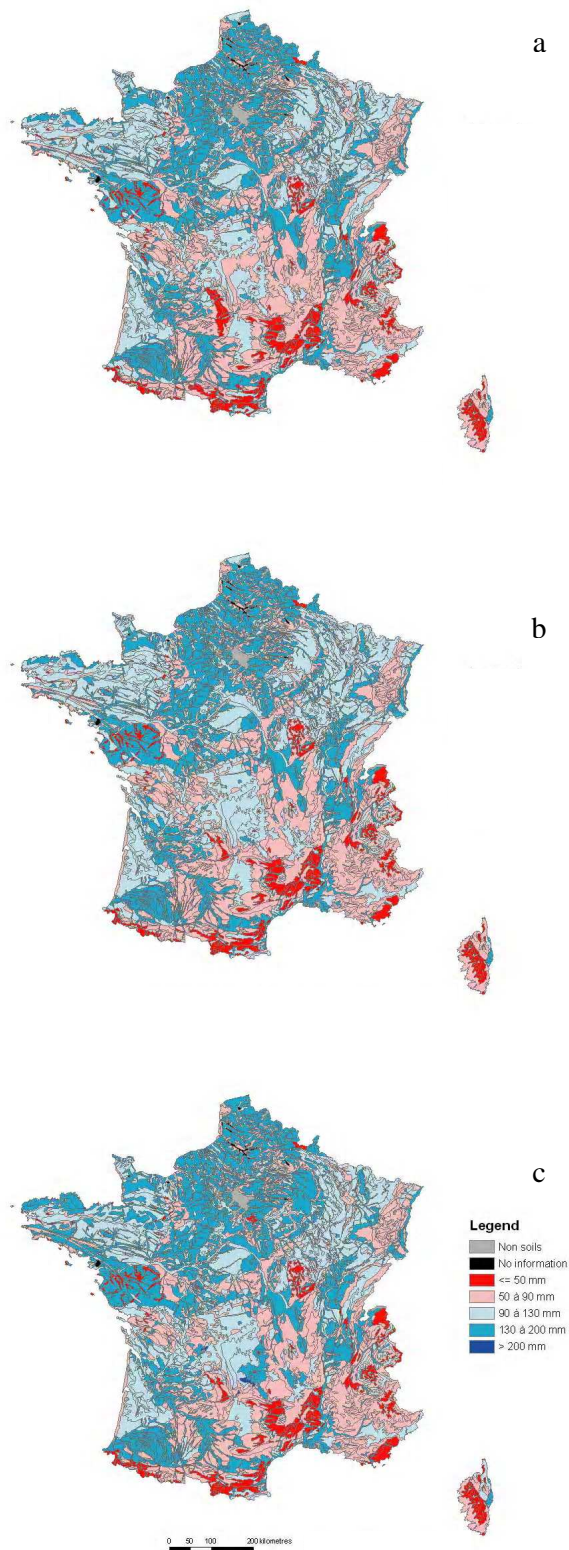 a
b
c
Legend
Non soils
No information
<= 50 mm
50 à 90 mm
90 à 130 mm
130 à 200 mm
> 200 mm
0 50 100 200 kilometres